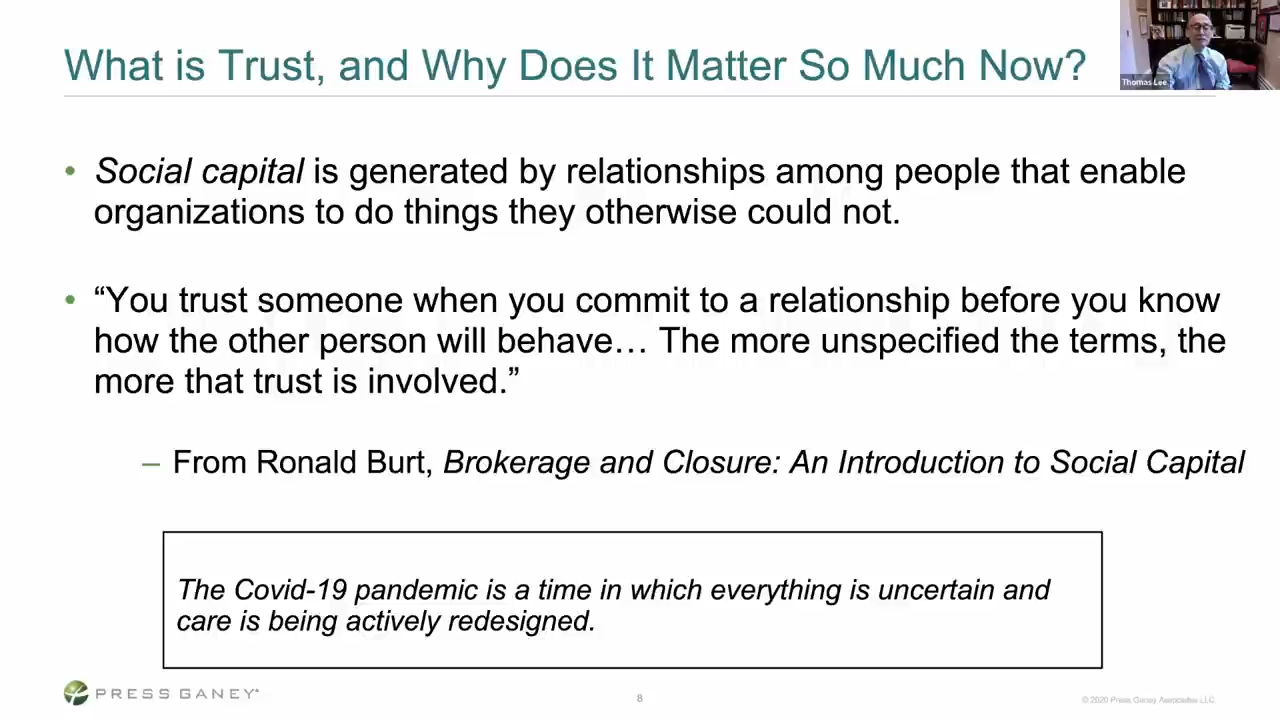 What is Trust, and Why Does It Matter So Much Now?
Thomas Lee
• Social capital is generated by relationships among people that enable
organizations to do things they otherwise could not.
• “You trust someone when you commit to a relationship before you know
how the other person will behave… The more unspecified the terms, the
more that trust is involved.”
– From Ronald Burt, Brokerage and Closure: An Introduction to Social Capital
The Covid-19 pandemic is a time in which everything is uncertain and
care is being actively redesigned.
PRESS GANEY
8
© 2020 Press Ganey Associates LLC